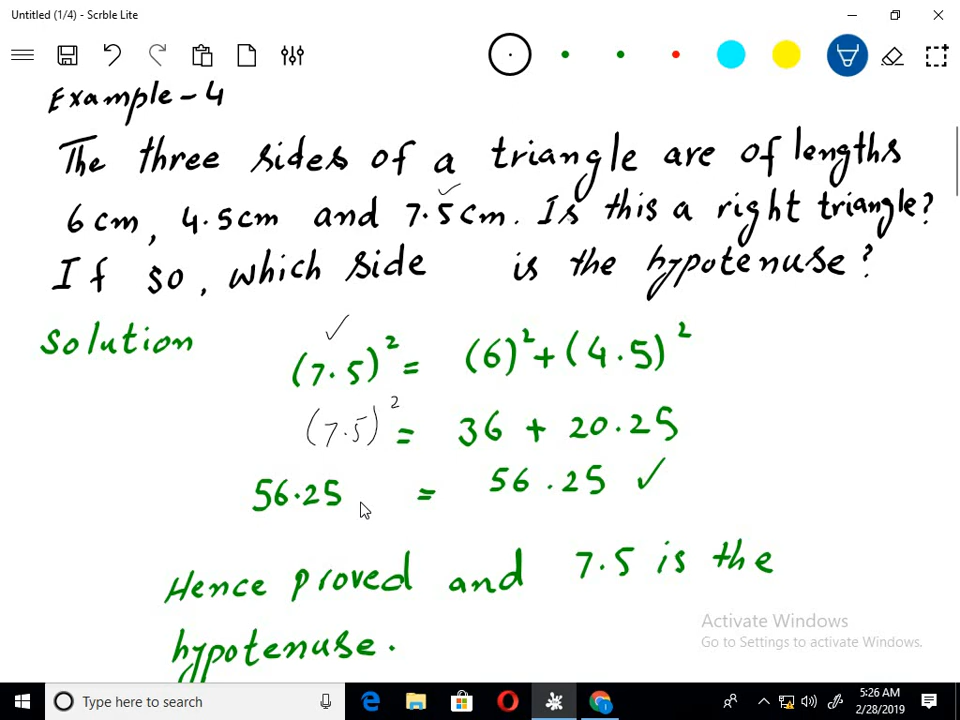 Untitled (1/4) - Scrble Lite
Example-4
The three sides of a triangle are of lengths
6cm, 4.5cm and 7.5cm. Is this a right triangle?
If so, which side is the hypotenuse?
Solution
(7.5)² = (6)² + (4.5)²
(7.5)² = 36 + 20.25
56.25 = 56.25 ✓
Hence proved and 7.5 is the
hypotenuse.
Activate Windows
Go to Settings to activate Windows.
Type here to search
5:26 AM
2/28/2019